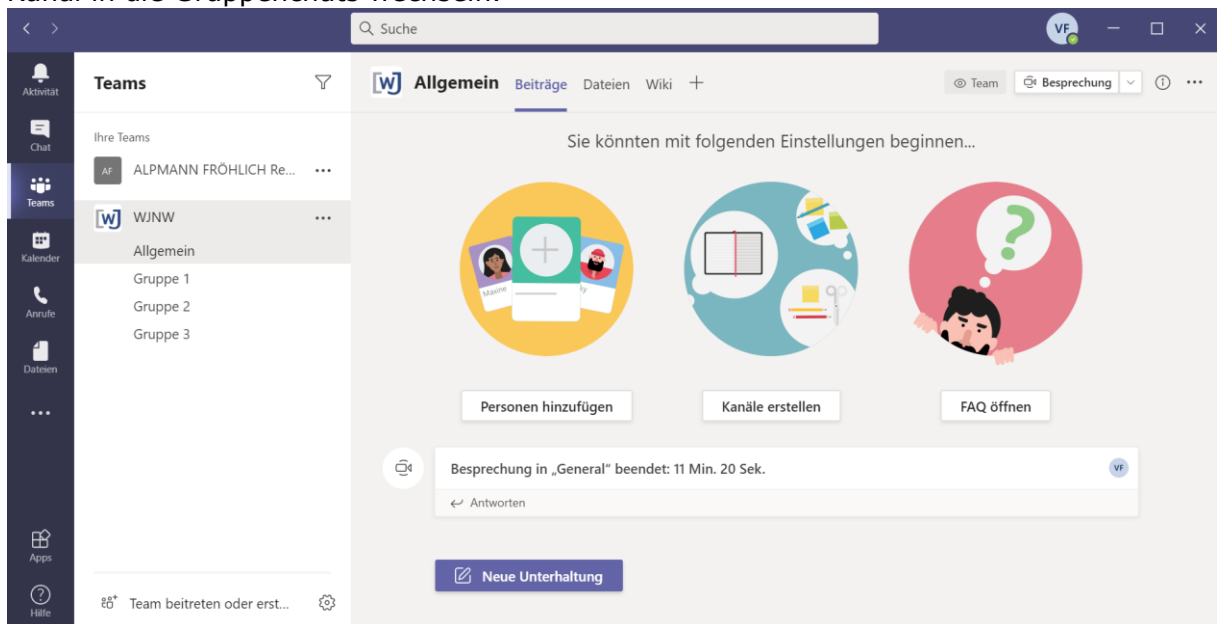 Kanal in die Gruppenchats wechseln.
Suche
VF
Aktivität
Chat
Teams
Kalender
Anrufe
Dateien
Apps
Hilfe
Teams
Ihre Teams
AF ALPMANN FRÖHLICH Re...
[W] WJNW
Allgemein
Gruppe 1
Gruppe 2
Gruppe 3
Team beitreten oder erst...
[W] Allgemein Beiträge Dateien Wiki
Team Besprechung
Sie könnten mit folgenden Einstellungen beginnen...
Maxine
Personen hinzufügen
Kanäle erstellen
FAQ öffnen
Besprechung in „General“ beendet: 11 Min. 20 Sek.
VF
Antworten
Neue Unterhaltung